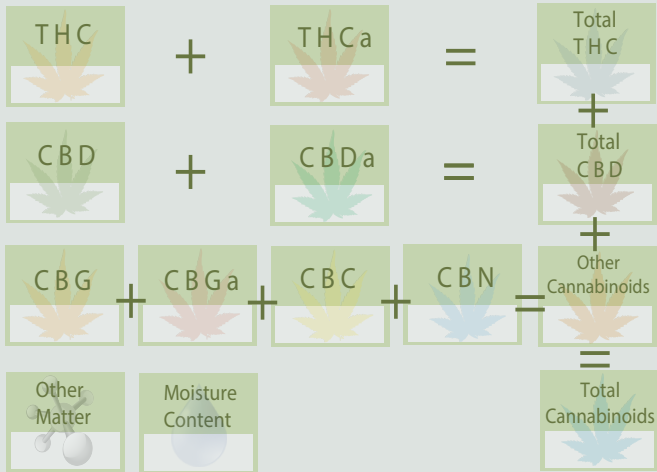 THC + THCa = Total THC
+
CBD + CBDa = Total CBD
+
CBG + CBGa + CBC + CBN = Other Cannabinoids
=
Other Matter
Moisture Content
Total Cannabinoids